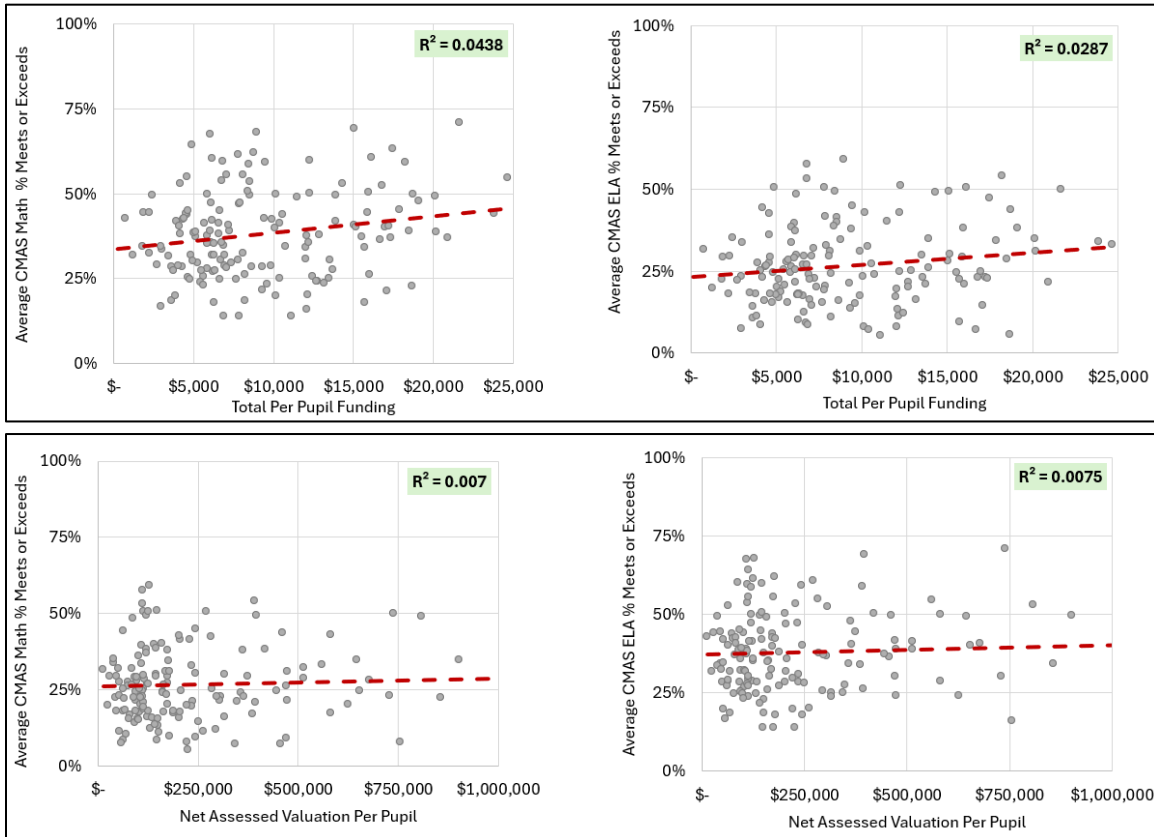 100%
75%
50%
25%
0%
Average CMAS Math % Meets or Exceeds
R² = 0.0438
$- $5,000 $10,000 $15,000 $20,000 $25,000
Total Per Pupil Funding
100%
75%
50%
25%
0%
Average CMAS ELA % Meets or Exceeds
R² = 0.0287
$- $5,000 $10,000 $15,000 $20,000 $25,000
Total Per Pupil Funding
100%
75%
50%
25%
0%
Average CMAS Math % Meets or Exceeds
R² = 0.007
$- $250,000 $500,000 $750,000 $1,000,000
Net Assessed Valuation Per Pupil
100%
75%
50%
25%
0%
Average CMAS ELA % Meets or Exceeds
R² = 0.0075
$- $250,000 $500,000 $750,000 $1,000,000
Net Assessed Valuation Per Pupil